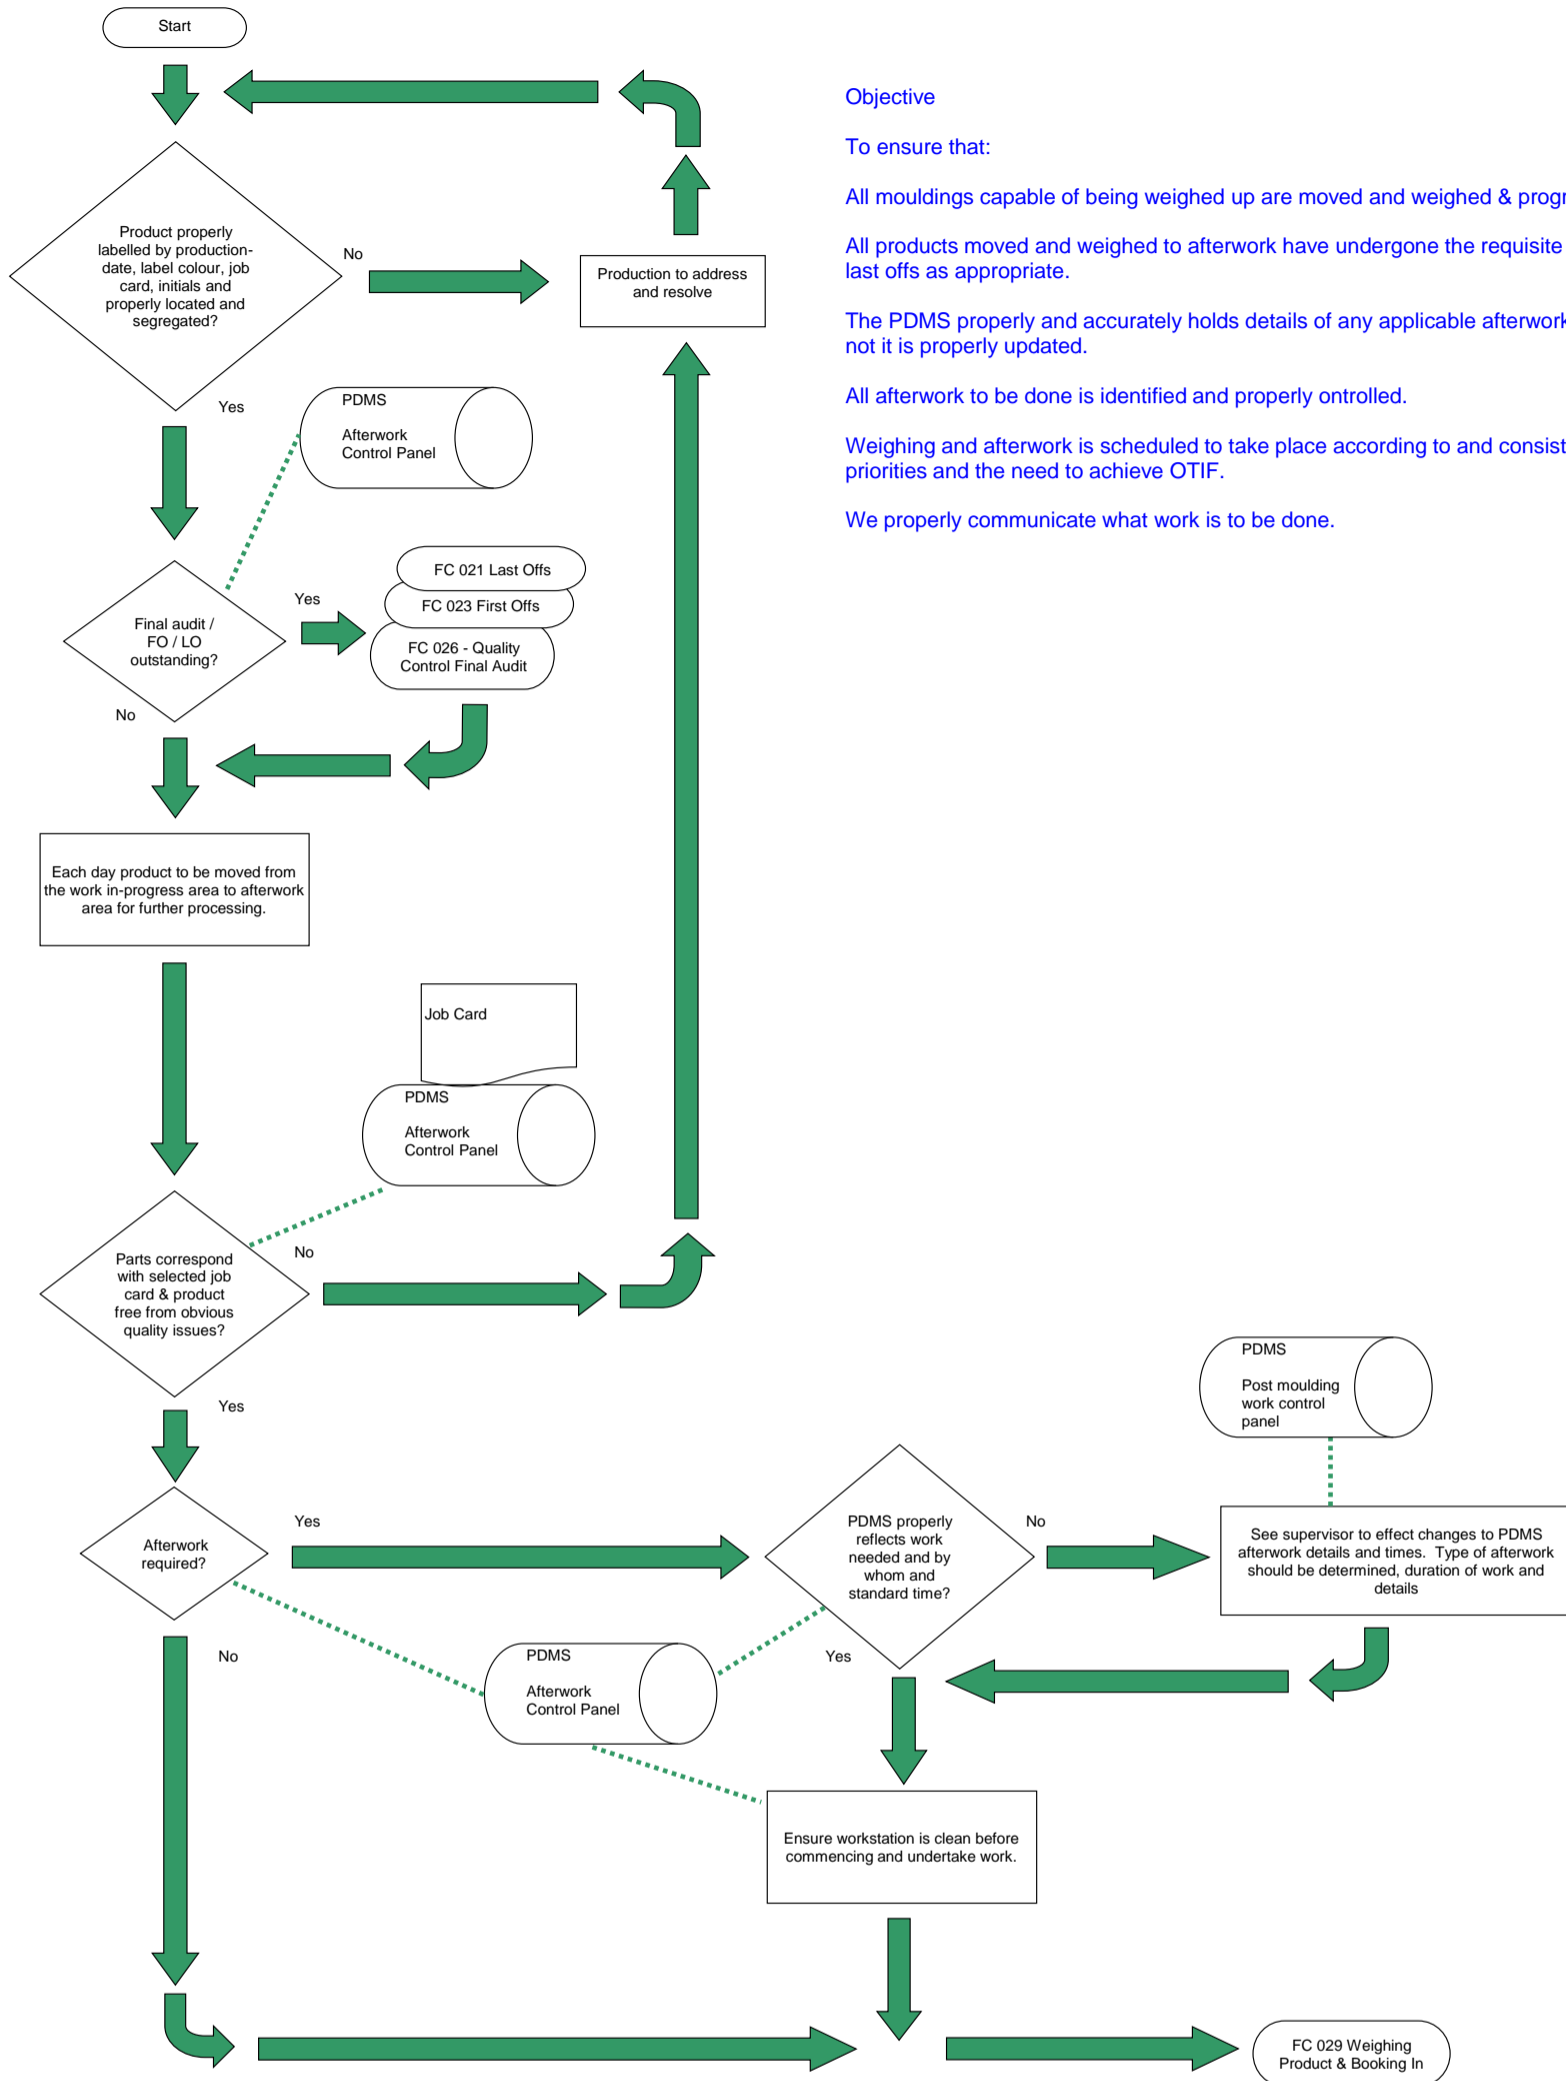 Start
Objective
To ensure that:
All mouldings capable of being weighed up are moved and weighed & progr
All products moved and weighed to afterwork have undergone the requisite
last offs as appropriate.
The PDMS properly and accurately holds details of any applicable afterwork
not it is properly updated.
All afterwork to be done is identified and properly ontrolled.
Weighing and afterwork is scheduled to take place according to and consist
priorities and the need to achieve OTIF.
We properly communicate what work is to be done.
Product properly
labelled by production-
date, label colour, job
card, initials and
properly located and
segregated?
No
Production to address
and resolve
Yes
PDMS
Afterwork
Control Panel
Final audit /
FO / LO
outstanding?
Yes
FC 021 Last Offs
FC 023 First Offs
FC 026 - Quality
Control Final Audit
No
Each day product to be moved from
the work in-progress area to afterwork
area for further processing.
Job Card
PDMS
Afterwork
Control Panel
Parts correspond
with selected job
card & product
free from obvious
quality issues?
No
Yes
PDMS
Post moulding
work control
panel
Afterwork
required?
Yes
PDMS properly
reflects work
needed and by
whom and
standard time?
No
See supervisor to effect changes to PDMS
afterwork details and times.  Type of afterwork
should be determined, duration of work and
details
No
PDMS
Afterwork
Control Panel
Yes
Ensure workstation is clean before
commencing and undertake work.
FC 029 Weighing
Product & Booking In